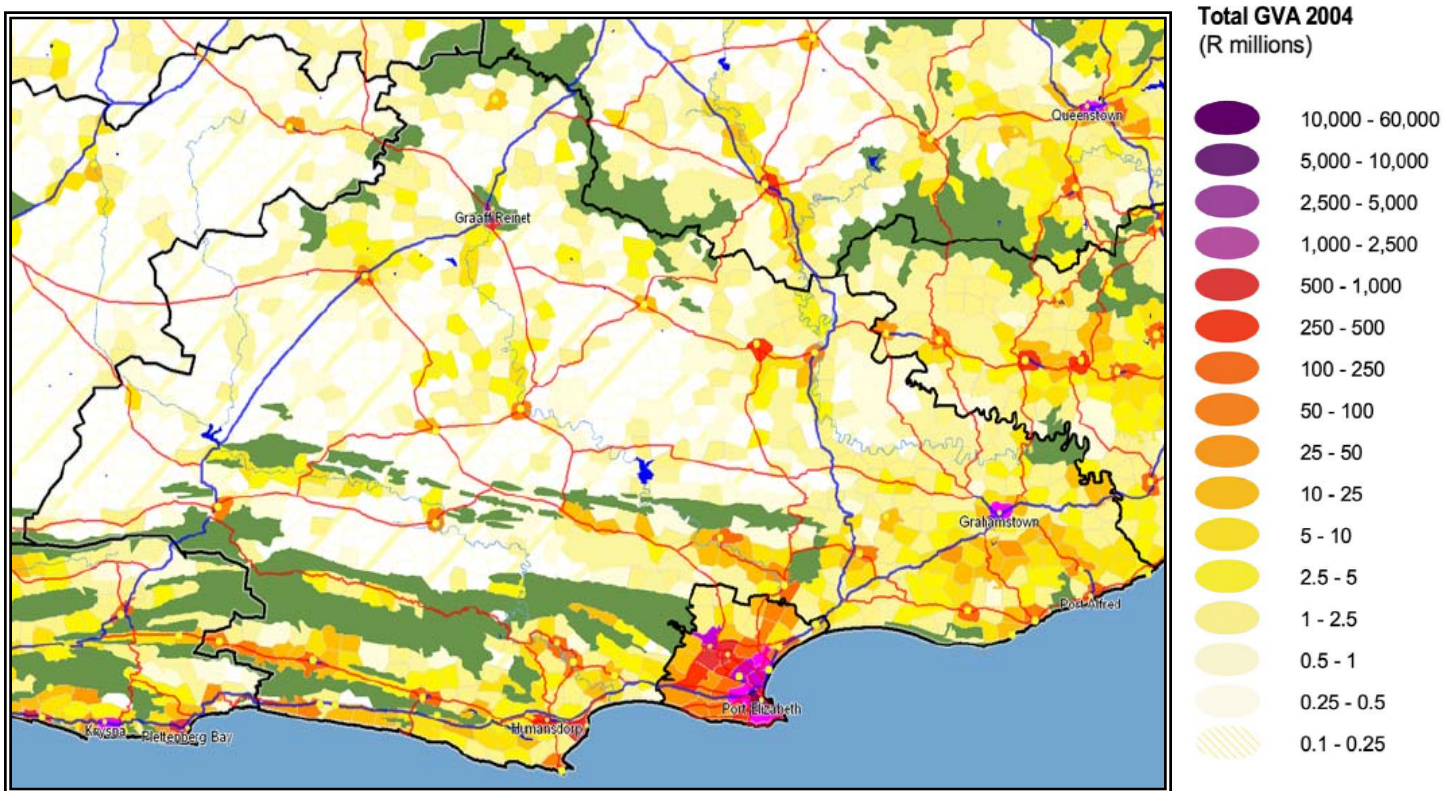 Total GVA 2004
(R millions)
10,000 - 60,000
5,000 - 10,000
2,500 - 5,000
1,000 - 2,500
500 - 1,000
250 - 500
100 - 250
50 - 100
25 - 50
10 - 25
5 - 10
2.5 - 5
1 - 2.5
0.5 - 1
0.25 - 0.5
0.1 - 0.25
Queenstown
Graaff Reinet
Grahamstown
Port Alfred
Port Elizabeth
Humansdorp
Knysna
Plettenberg Bay